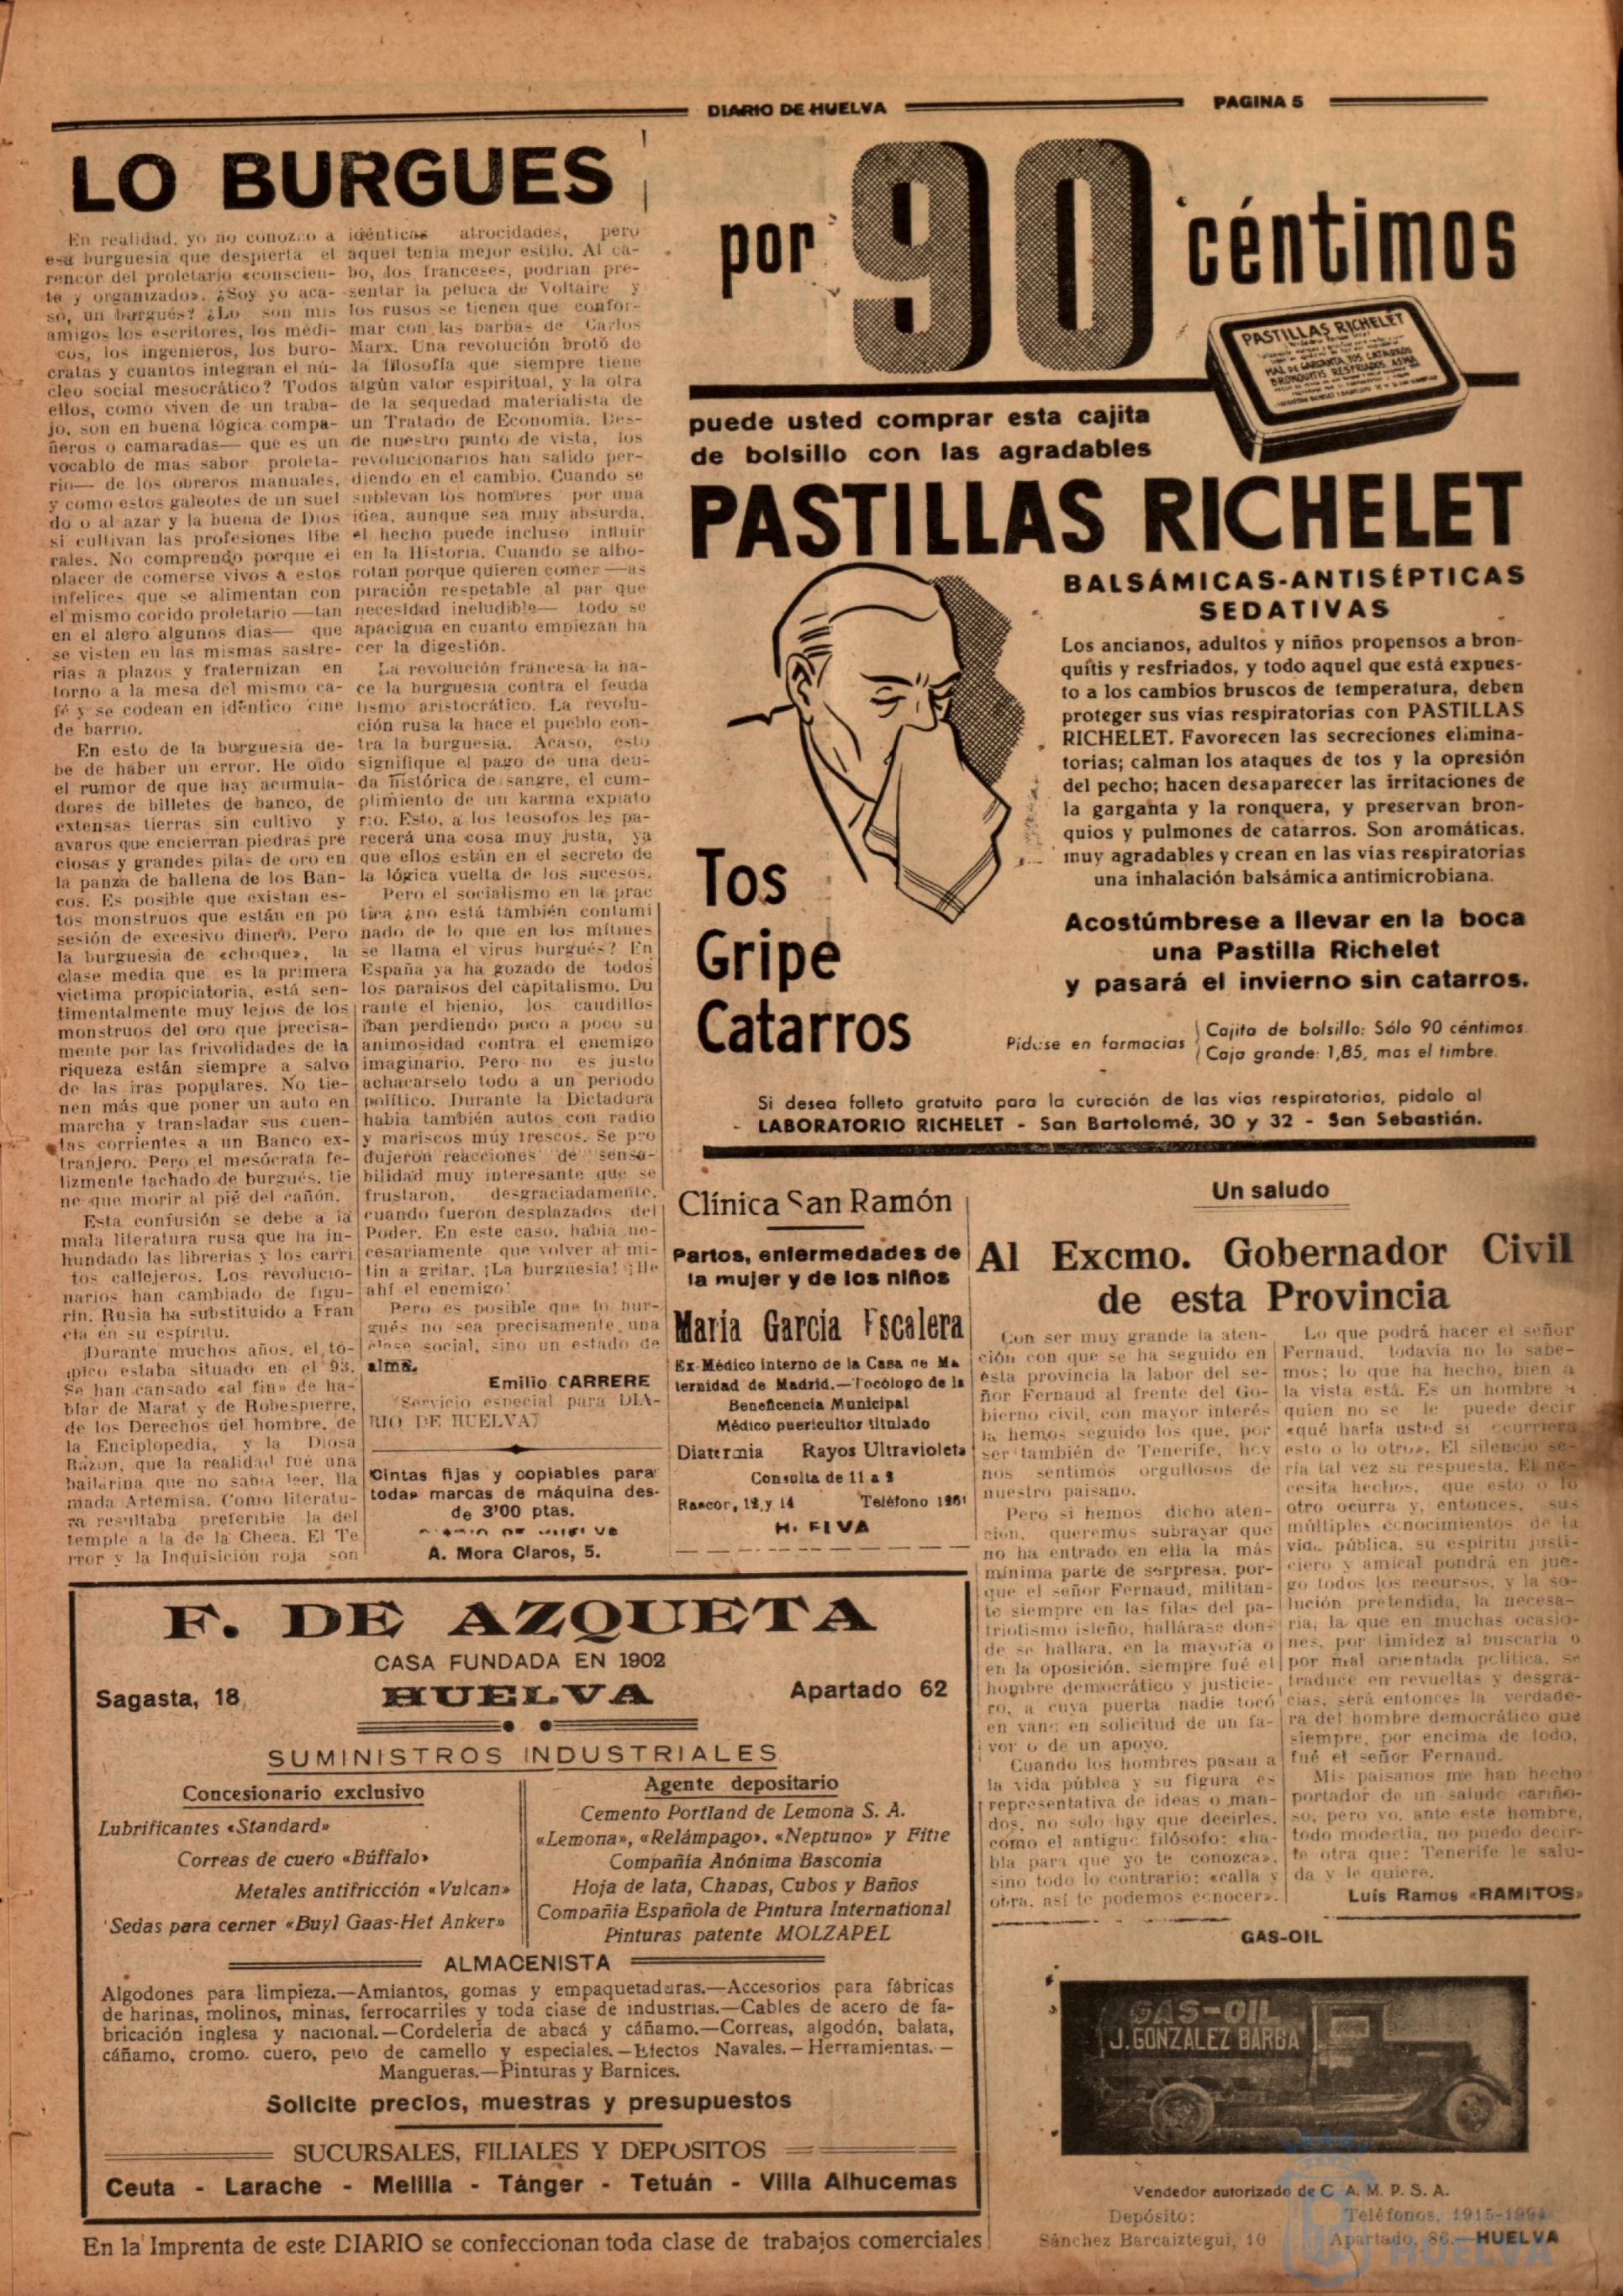 DIARIO DE HUELVA
PAGINA 5
LO BURGUES
En realidad, yo no conozco a
esa burguesia que despierta el
rencor del proletario «conscien-
te y organizado». ¿Soy yo aca-
so, un burgués? ¿Lo son mis
amigos los escritores, los médi-
cos, los ingenieros, los buro-
cratas y cuantos integran el nú-
cleo social mesocrático? Todos
ellos, como viven de un traba-
jo, son en buena lógica compa-
ñeros o camaradas— que es un
vocablo de mas sabor proleta-
rio— de los obreros manuales,
y como estos galeotes de un suel
do o al azar y la buena de Dios
si cultivan las profesiones libe
rales. No comprendo porque el
placer de comerse vivos a estos
infelices que se alimentan con
el mismo cocido proletario —tan
en el alero algunos dias— que
se visten en las mismas sastre-
rias a plazos y fraternizan en
torno a la mesa del mismo ca-
fé y se codean en idéntico cine
de barrio.
En esto de la burguesia de-
be de haber un error. He oido
el rumor de que hay acumula-
dores de billetes de banco, de
extensas tierras sin cultivo y
avaros que encierran piedras pre
ciosas y grandes pilas de oro en
la panza de ballena de los Ban-
cos. Es posible que existan es-
tos monstruos que están en po
sesión de excesivo dinero. Pero
la burguesia de «choque», la
clase media que es la primera
victima propiciatoria, está sen-
timentalmente muy lejos de los
monstruos del oro que precisa-
mente por las frivolidades de la
riqueza están siempre a salvo
de las iras populares. No tie-
nen más que poner un auto en
marcha y transladar sus cuen-
tas corrientes a un Banco ex-
tranjero. Pero el mesócrata fe-
lizmente tachado de burgués, tie
ne que morir al pié del cañón.
Esta confusión se debe a la
mala literatura rusa que ha in-
hundado las librerias y los carri
tos callejeros. Los revolucio-
narios han cambiado de figu-
rin. Rusia ha substituido a Fran
cia en su espiritu.
Durante muchos años, el tó-
pico estaba situado en el 93.
Se han cansado «al fin» de ha-
blar de Marat y de Robespierre,
de los Derechos del hombre, de
la Enciplopedia, y la Diosa
Razon, que la realidad fué una
bailarina que no sabia leer, lla
mada Artemisa. Como literatu-
ra resultaba preferible la del
temple a la de la Checa. El Te
rror y la Inquisición roja son
idénticas atrocidades, pero
aquel tenia mejor estilo. Al ca-
bo, los franceses, podrian pre-
sentar la peluca de Voltaire y
los rusos se tienen que confor-
mar con las barbas de Carlos
Marx. Una revolución brotó de
la filosofía que siempre tiene
algún valor espiritual, y la otra
de la sequedad materialista de
un Tratado de Economia. Des-
de nuestro punto de vista, los
revolucionarios han salido per-
diendo en el cambio. Cuando se
sublevan los hombres por una
idea, aunque sea muy absurda,
el hecho puede incluso influir
en la Historia. Cuando se albo-
rotan porque quieren comer —as
piración respetable al par que
necesidad ineludible— todo se
apacigua en cuanto empiezan ha
cer la digestión.
La revolución francesa la ha-
ce la burguesia contra el feuda
lismo aristocrático. La revolu-
ción rusa la hace el pueblo con-
tra la burguesia. Acaso, esto
signifique el pago de una deu-
da histórica de sangre, el cum-
plimiento de un karma expiato
rio. Esto, a los teosofos les pa-
recerá una cosa muy justa, ya
que ellos están en el secreto de
la lógica vuelta de los sucesos.
Pero el socialismo en la prac
tica ¿no está también contami
nado de lo que en los mitines
se llama el virus burgués? En
España ya ha gozado de todos
los paraisos del capitalismo. Du
rante el bienio, los caudillos
iban perdiendo poco a poco su
animosidad contra el enemigo
imaginario. Pero no es justo
achacarselo todo a un periodo
politico. Durante la Dictadura
habia también autos con radio
y mariscos muy frescos. Se pro
dujeron reacciones de sensi-
bilidad muy interesante que se
frustaron, desgraciadamente,
cuando fueron desplazados del
Poder. En este caso, habia ne-
cesariamente que volver al mi-
tin a gritar. ¡La burguesia! ¡He
ahí el enemigo!
Pero es posible que lo bur-
gués no sea precisamente una
clase social, sino un estado de
alma.
Emilio CARRERE
(Servicio especial para DIA-
RIO DE HUELVA)
Cintas fijas y copiables para
todas marcas de máquina des-
de 3'00 ptas.
A. Mora Claros, 5.
por 90 céntimos
PASTILLAS RICHELET
MAL DE GARGANTA TOS CATARROS
BRONQUITIS RESFRIADOS ASMA
puede usted comprar esta cajita
de bolsillo con las agradables
PASTILLAS RICHELET
BALSÁMICAS-ANTISÉPTICAS
SEDATIVAS
Los ancianos, adultos y niños propensos a bron-
quitis y resfriados, y todo aquel que está expues-
to a los cambios bruscos de temperatura, deben
proteger sus vias respiratorias con PASTILLAS
RICHELET. Favorecen las secreciones elimina-
torias; calman los ataques de tos y la opresión
del pecho; hacen desaparecer las irritaciones de
la garganta y la ronquera, y preservan bron-
quios y pulmones de catarros. Son aromáticas,
muy agradables y crean en las vías respiratorias
una inhalación balsámica antimicrobiana.
Tos
Gripe
Catarros
Acostúmbrese a llevar en la boca
una Pastilla Richelet
y pasará el invierno sin catarros.
Pídase en farmacias
Cajita de bolsillo: Sólo 90 céntimos.
Caja grande: 1,85, mas el timbre.
Si desea folleto gratuito para la curación de las vias respiratorias, pidalo al
LABORATORIO RICHELET - San Bartolomé, 30 y 32 - San Sebastián.
Clínica San Ramón
Partos, enfermedades de
la mujer y de los niños
Maria Garcia Escalera
Ex-Médico interno de la Casa de Ma
ternidad de Madrid.—Tocólogo de la
Beneficencia Municipal
Médico puericultor titulado
Diatermia Rayos Ultravioleta
Consulta de 11 a
Rascor, 12 y 14 Teléfono 1261
Un saludo
Al Excmo. Gobernador Civil
de esta Provincia
Con ser muy grande la aten-
ción con que se ha seguido en
esta provincia la labor del se-
ñor Fernaud al frente del Go-
bierno civil, con mayor interés
la hemos seguido los que, por
ser también de Tenerife, hoy
nos sentimos orgullosos de
nuestro paisano.
Pero si hemos dicho aten-
ción, queremos subrayar que
no ha entrado en ella la más
minima parte de sorpresa, por-
que el señor Fernaud, militan-
te siempre en las filas del pa-
triotismo isleño, hallárase don-
de se hallara, en la mayoria o
en la oposición, siempre fué el
hombre democrático y justicie-
ro, a cuya puerta nadie tocó
en vano en solicitud de un fa-
vor o de un apoyo.
Cuando los hombres pasan a
la vida públca y su figura es
representativa de ideas o man-
dos, no solo hay que decirles,
como el antiguo filósofo: «ha-
bla para que yo te conozca»,
sino todo lo contrario: «calla y
obra, así te podemos conocer».
Lo que podrá hacer el señor
Fernaud, todavía no lo sabe-
mos; lo que ha hecho, bien a
la vista está. Es un hombre a
quien no se le puede decir
«qué haría usted si ocurriera
esto o lo otro». El silencio se-
ría tal vez su respuesta. El ne-
cesita hechos, que esto o lo
otro ocurra y, entonces, sus
múltiples conocimientos de la
vida pública, su espiritu justi-
ciero y amical pondrá en jue-
go todos los recursos, y la so-
lución pretendida, la necesa-
ria, la que en muchas ocasio-
nes, por timidez al buscarla o
por mal orientada politica, se
traduce en revueltas y desgra-
cias, será entonces la verdade-
ra del hombre democrático que
siempre, por encima de todo,
fué el señor Fernaud.
Mis paisanos me han hecho
portador de un saludo cariño-
so, pero yo, ante este hombre,
todo modestia, no puedo decir-
te otra que: Tenerife le salu-
da y le quiere.
Luis Ramos «RAMITOS»
F. DE AZQUETA
CASA FUNDADA EN 1902
Sagasta, 18 HUELVA Apartado 62
SUMINISTROS INDUSTRIALES
Concesionario exclusivo
Lubrificantes «Standard»
Correas de cuero «Búffalo»
Metales antifricción «Vulcan»
Sedas para cerner «Buyl Gaas-Het Anker»
Agente depositario
Cemento Portland de Lemona S. A.
«Lemona», «Relámpago», «Neptuno» y Fitie
Compañia Anónima Basconia
Hoja de lata, Chapas, Cubos y Baños
Compañia Española de Pintura International
Pinturas patente MOLZAPEL
ALMACENISTA
Algodones para limpieza.—Amiantos, gomas y empaquetaduras.—Accesorios para fábricas
de harinas, molinos, minas, ferrocarriles y toda clase de industrias.—Cables de acero de fa-
bricación inglesa y nacional.—Cordeleria de abacá y cáñamo.—Correas, algodón, balata,
cáñamo, cromo, cuero, pelo de camello y especiales.—Efectos Navales.—Herramientas.—
Mangueras.—Pinturas y Barnices.
Solicite precios, muestras y presupuestos
SUCURSALES, FILIALES Y DEPOSITOS
Ceuta - Larache - Melilla - Tánger - Tetuán - Villa Alhucemas
En la Imprenta de este DIARIO se confeccionan toda clase de trabajos comerciales
GAS-OIL
GAS-OIL
J. GONZALEZ BARBA
Vendedor autorizado de C. A. M. P. S. A.
Depósito: Teléfonos, 1915-
Sánchez Barcaiztegui, 10 Apartado, 86.—HUELVA
HUELVA